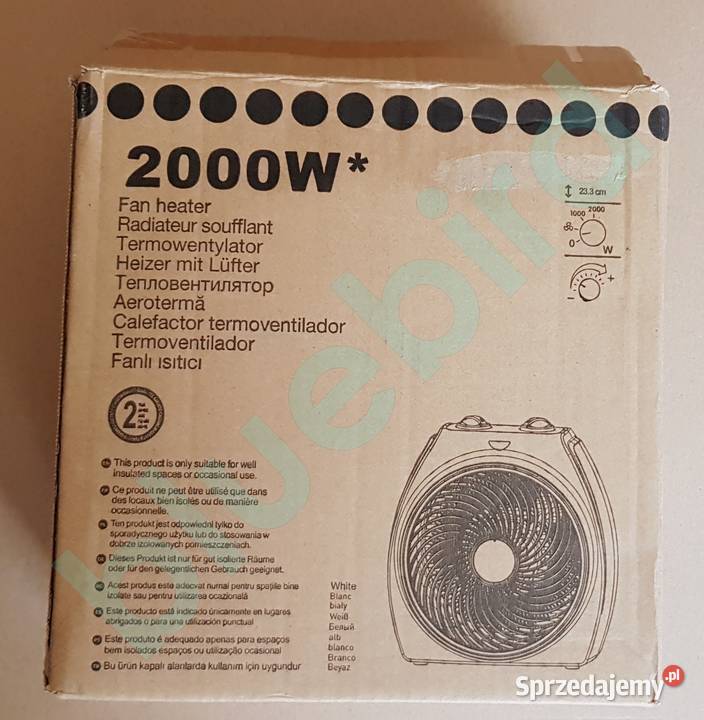 2000W*
Fan heater
Radiateur soufflant
Termowentylator
Heizer mit Lüfter
Тепловентилятор
Aerotermă
Calefactor termoventilador
Termoventilador
Fanlı ısıtıcı
23.3 cm
2000
1000
0
W
+
-
2
This product is only suitable for well
insulated spaces or occasional use.
Ce produit ne peut être utilisé que dans
des locaux bien isolés ou de manière
occasionnelle.
Ten produkt jest odpowiedni tylko do
sporadycznego użytku lub do stosowania w
dobrze izolowanych pomieszczeniach.
Dieses Produkt ist nur für gut isolierte Räume
oder für den gelegentlichen Gebrauch geeignet.
Acest produs este adecvat numai pentru spațiile bine
izolate sau pentru utilizarea ocazională
Este producto está indicado únicamente en lugares
abrigados o para una utilización puntual
Este produto é adequado apenas para espaços
bem isolados espaços ou utilização ocasional
Bu ürün kapalı alanlarda kullanım için uygundur
White
Blanc
biały
Weiß
Белый
alb
blanco
Branco
Beyaz
bluebird
Sprzedajemy.pl